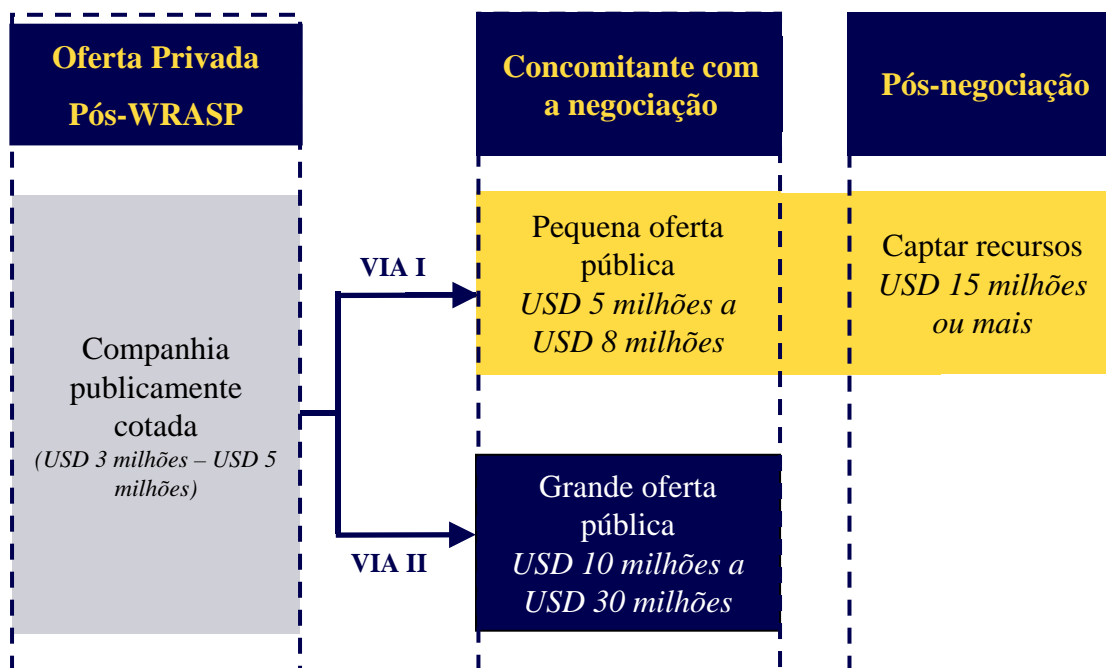 Oferta Privada
Pós-WRASP
Concomitante com
a negociação
Pós-negociação
Companhia
publicamente
cotada
(USD 3 milhões – USD 5
milhões)
VIA I
VIA II
Pequena oferta
pública
USD 5 milhões a
USD 8 milhões
Captar recursos
USD 15 milhões
ou mais
Grande oferta
pública
USD 10 milhões a
USD 30 milhões